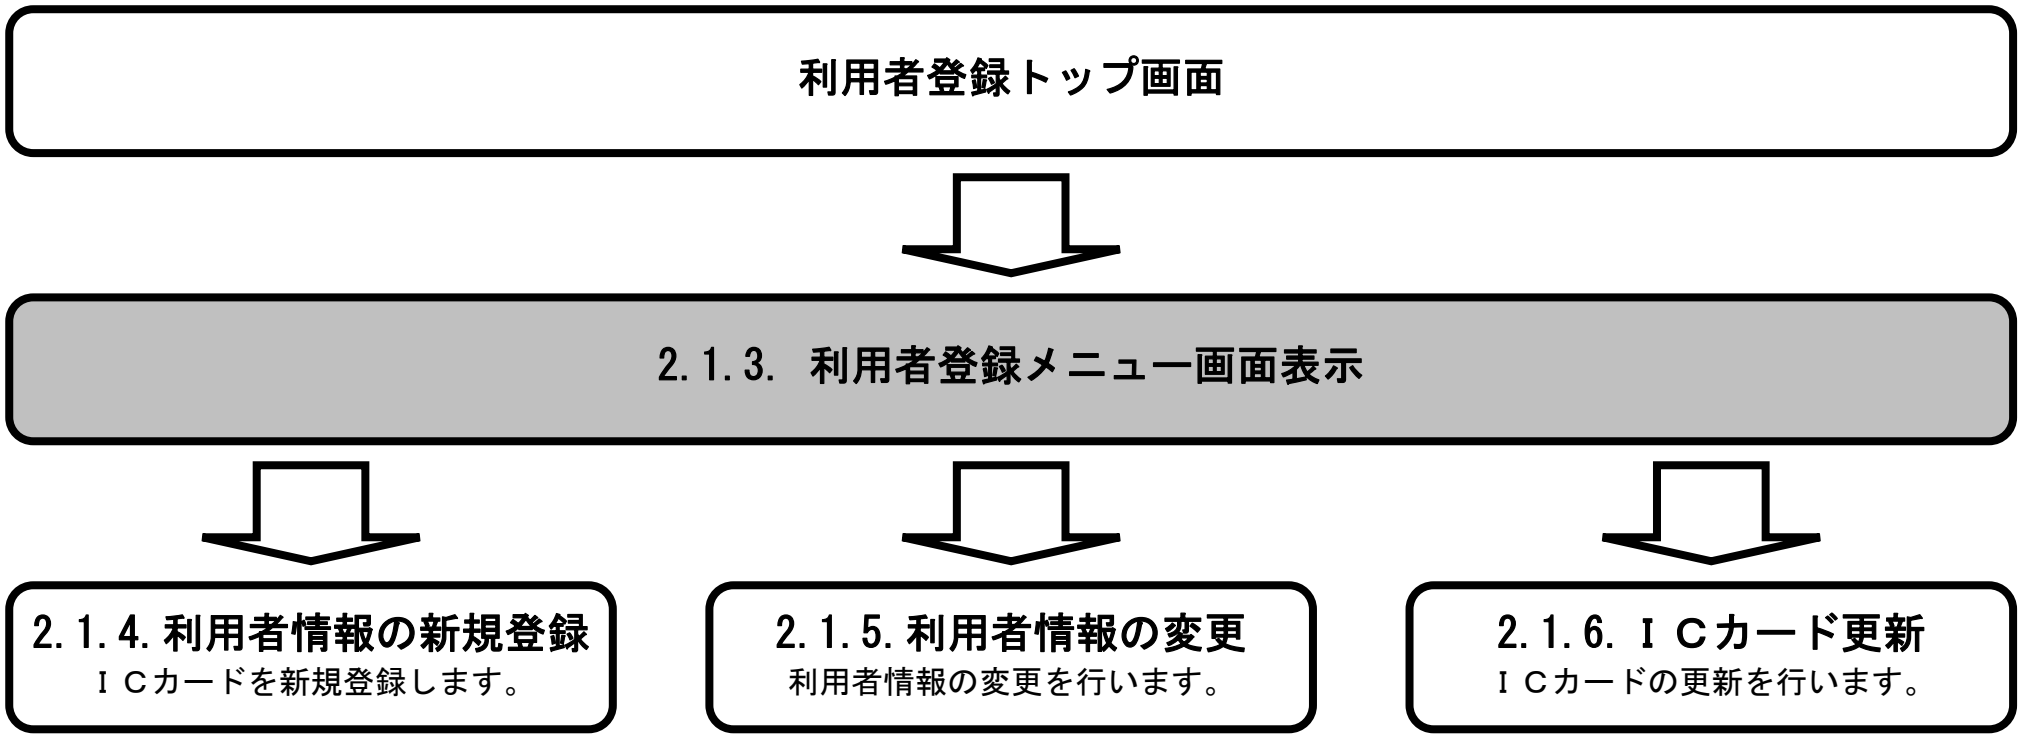 利用者登録トップ画面
2.1.3. 利用者登録メニュー画面表示
2.1.4.利用者情報の新規登録
ＩＣカードを新規登録します。
2.1.5.利用者情報の変更
利用者情報の変更を行います。
2.1.6.ＩＣカード更新
ＩＣカードの更新を行います。